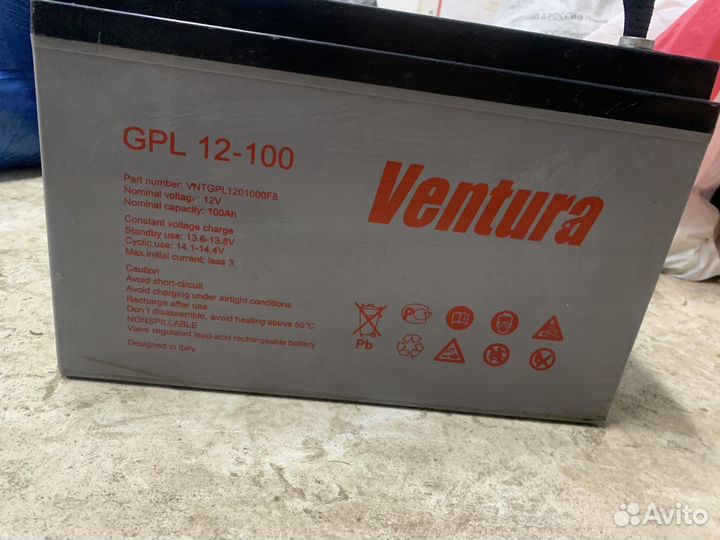 GPL 12-100
Ventura
Part number: VNTGPL1201000F8
Nominal voltage: 12V
Nominal capacity: 100Ah
Constant voltage charge
Standby use: 13.6-13.8V
Cyclic use: 14.1-14.4V
Max.initial current: less 3
Caution
Avoid short-circuit
Avoid charging under airtight conditions
Recharge after use
Don't disassemble, avoid heating above 50°C
NONSPILLABLE
Valve regulated lead-acid rechargeable battery
Designed in Italy
Pb
Avito